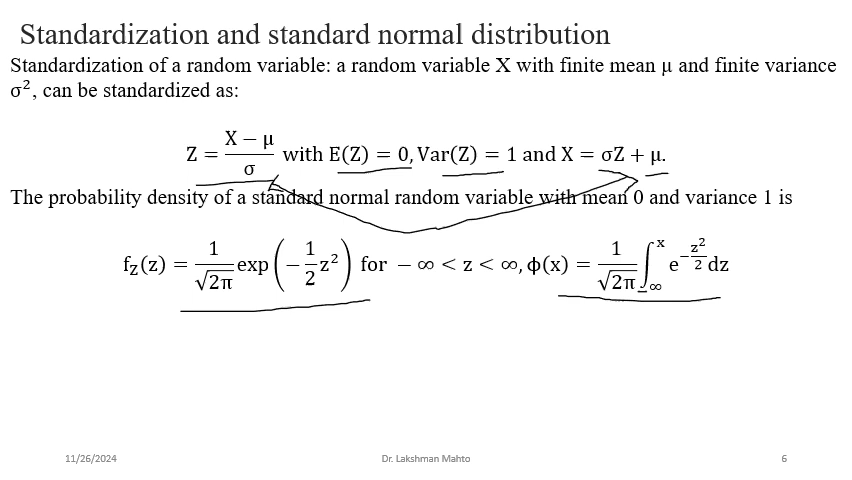 Standardization and standard normal distribution
Standardization of a random variable: a random variable X with finite mean μ and finite variance
σ², can be standardized as:
Z = (X − μ)/σ with E(Z) = 0, Var(Z) = 1 and X = σZ + μ.
The probability density of a standard normal random variable with mean 0 and variance 1 is
f_Z(z) = 1/√(2π) exp(−1/2 z²) for − ∞ < z < ∞, ϕ(x) = 1/√(2π) ∫_{−∞}^{x} e^{−z²/2} dz
11/26/2024 Dr. Lakshman Mahto 6